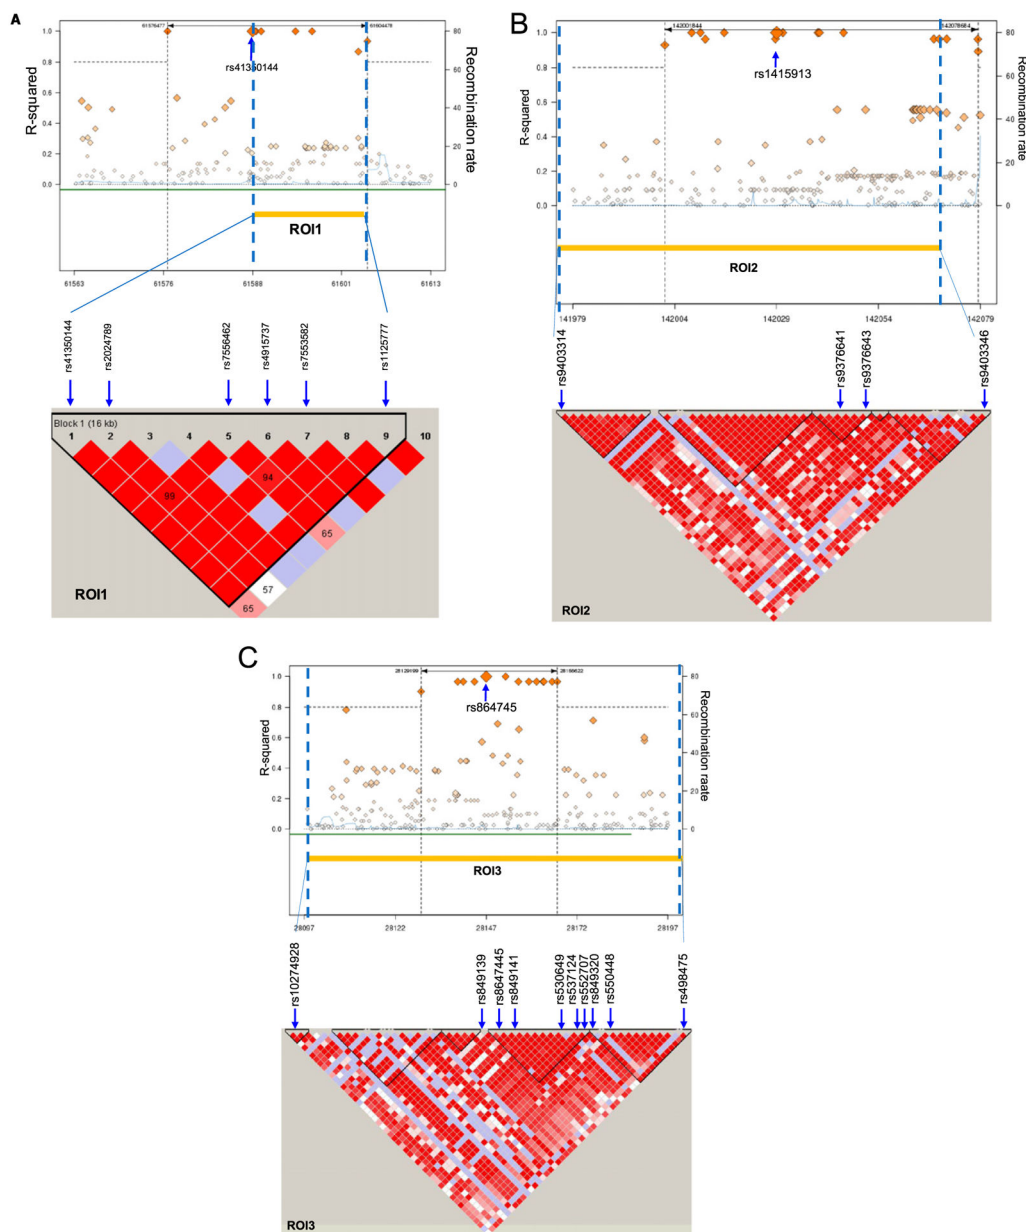 A
61576477
61604478
1.0
0.8
0.6
0.4
0.2
0.0
R-squared
80
60
40
20
0
Recombination rate
rs41350144
ROI1
61563
61576
61588
61601
61613
rs41350144
rs2024789
rs7556462
rs4915737
rs7553582
rs1125777
Block 1 (16 kb)
1 2 3 4 5 6 7 8 9 10
94
99
65
57
65
ROI1
B
142001844
142078684
1.0
0.8
0.6
0.4
0.2
0.0
R-squared
80
60
40
20
0
Recombination rate
rs1415913
ROI2
141979
142004
142029
142054
142079
rs9403314
rs9376641
rs9376643
rs9403346
ROI2
C
28129199
1.0
0.8
0.6
0.4
0.2
0.0
R-squared
80
60
40
20
0
Recombination raate
rs864745
ROI3
28097
28122
28147
28172
28197
rs10274928
rs849139
rs8647445
rs849141
rs530649
rs537124
rs552707
rs849320
rs550448
rs498475
ROI3